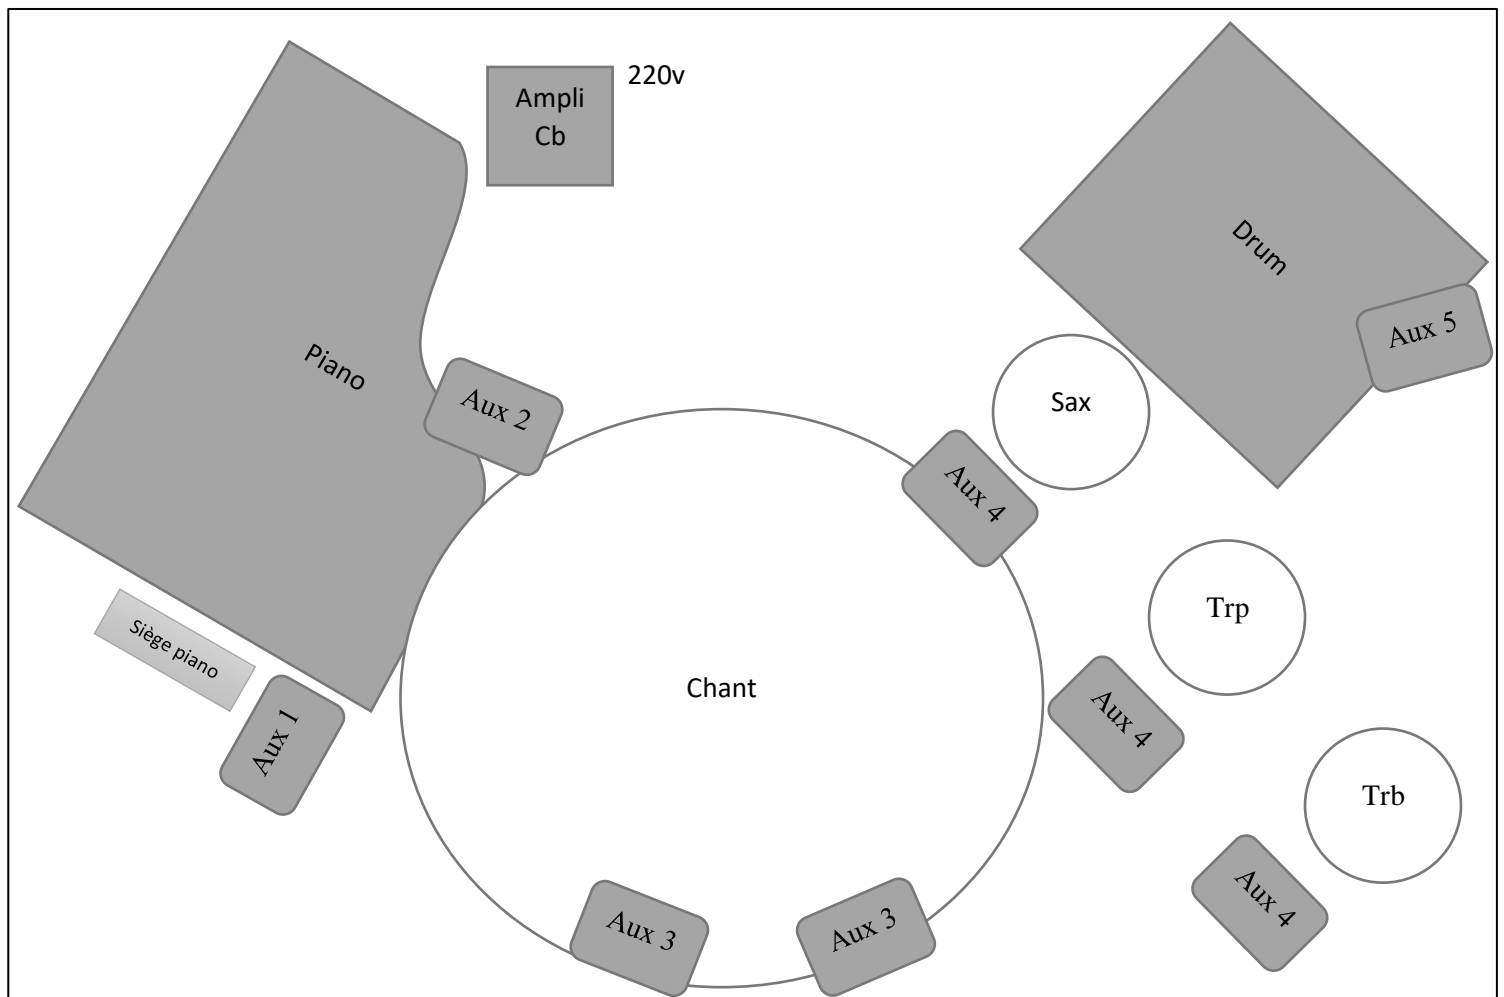 220v
Ampli
Cb
Drum
Aux 5
Piano
Aux 2
Sax
Aux 4
Trp
Siège piano
Chant
Aux 1
Aux 4
Trb
Aux 4
Aux 3
Aux 3